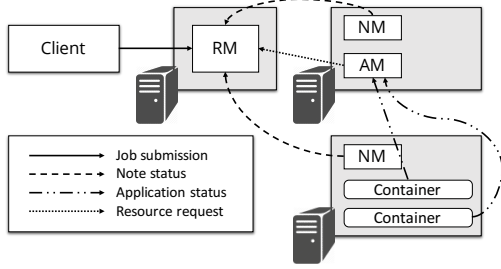 Client
RM
NM
AM
Job submission
Note status
Application status
Resource request
NM
Container
Container